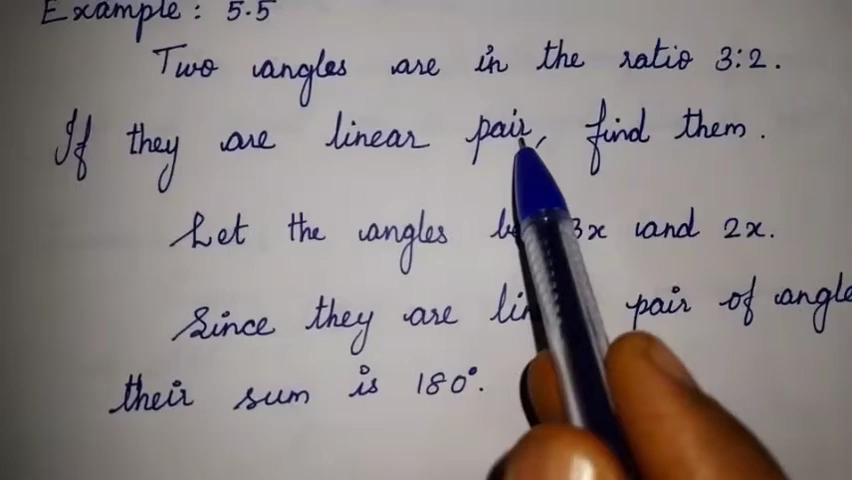 Example : 5.5
Two angles are in the ratio 3:2.
If they are linear pair, find them.
Let the angles 3x and 2x.
Since they are pair of angle
their sum is 180°.